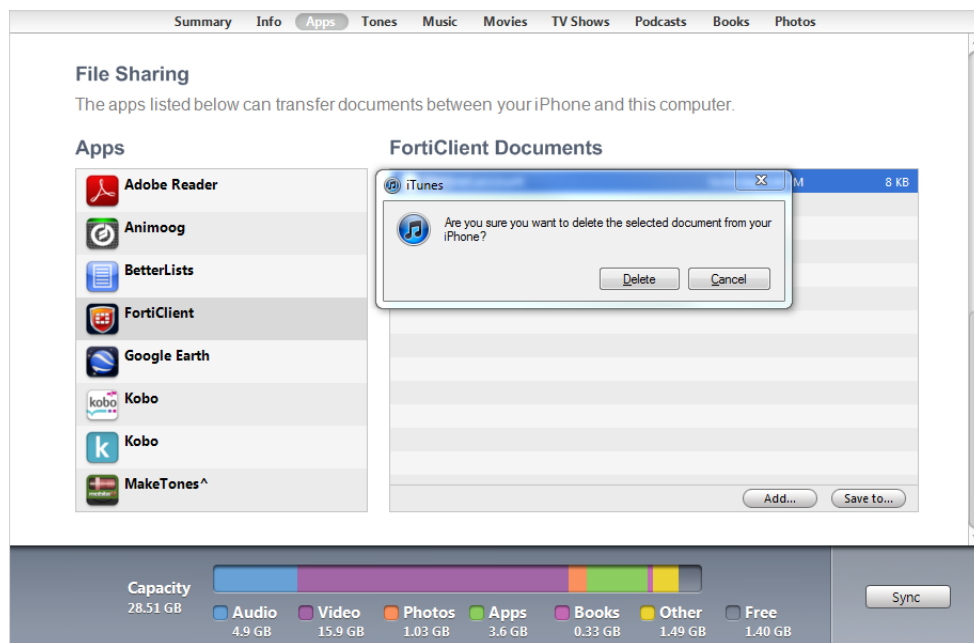 Summary Info Apps Tones Music Movies TV Shows Podcasts Books Photos
File Sharing
The apps listed below can transfer documents between your iPhone and this computer.
Apps
FortiClient Documents
Adobe Reader
Animoog
BetterLists
FortiClient
Google Earth
kobo
Kobo
k
Kobo
MakeTones^
iTunes
M
8 KB
Are you sure you want to delete the selected document from your
iPhone?
Delete Cancel
Add... Save to...
Capacity
28.51 GB
Audio Video Photos Apps Books Other Free
4.9 GB 15.9 GB 1.03 GB 3.6 GB 0.33 GB 1.49 GB 1.40 GB
Sync